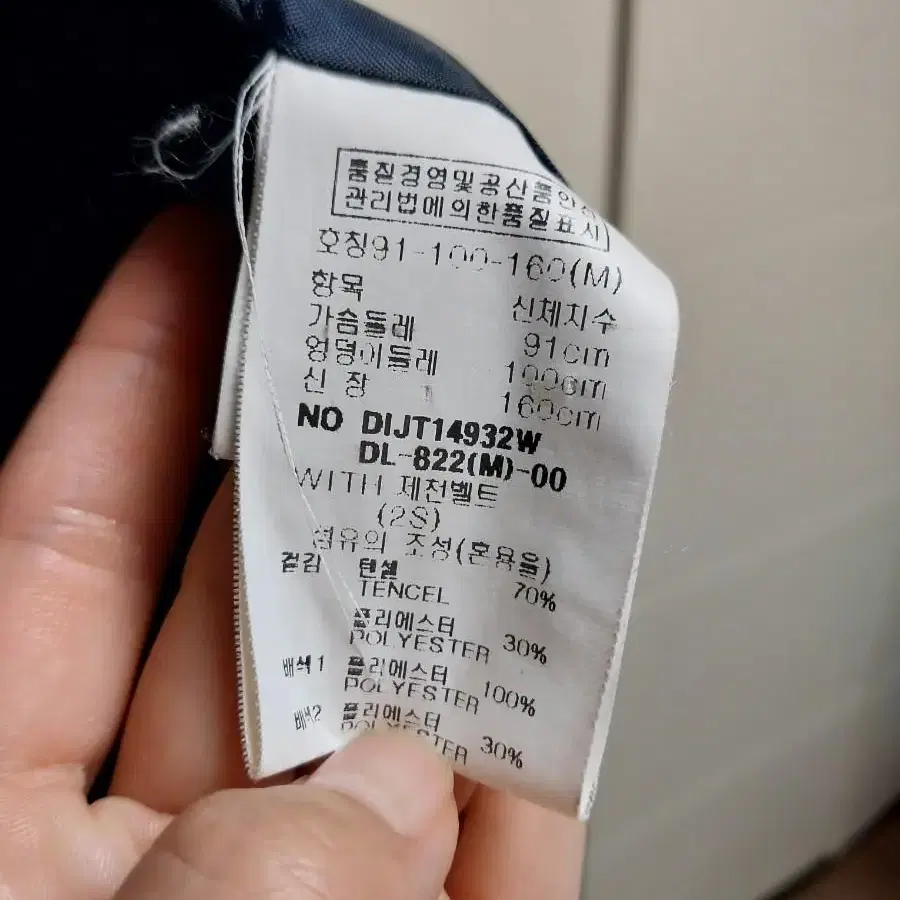 품질경영및공산품안전
관리법에의한품질표시
호칭91-100-160(M)
항목 신체지수
가슴둘레 91cm
엉덩이둘레 100cm
신 장 160cm
NO DIJT14932W
DL-822(M)-00
WITH 제천벨트
(2S)
섬유의 조성(혼용율)
겉감 텐셀
TENCEL 70%
폴리에스터
POLYESTER 30%
배색1 폴리에스터
POLYESTER 100%
배색2 폴리에스터
POLYESTER 30%